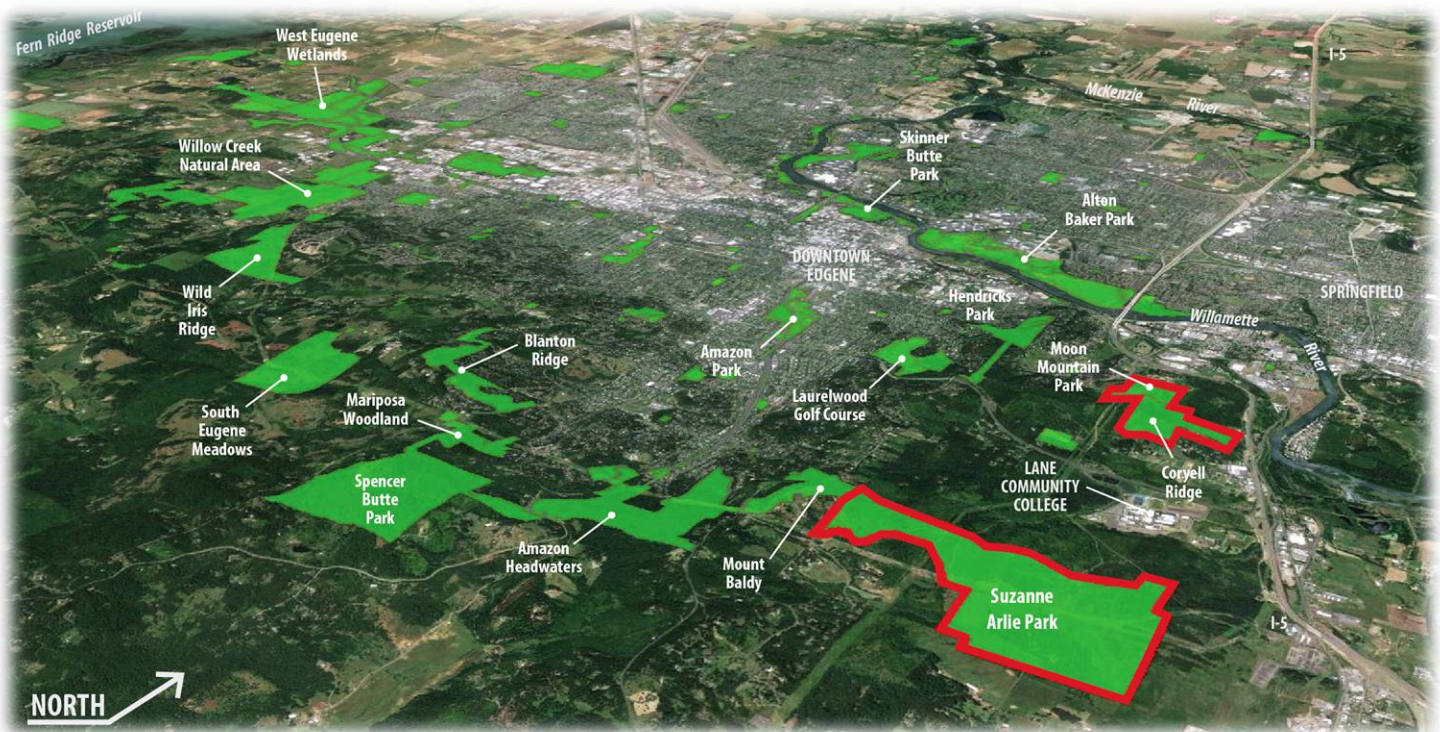 Fern Ridge Reservoir
West Eugene
Wetlands
I-5
McKenzie River
Willow Creek
Natural Area
Skinner
Butte
Park
Alton
Baker Park
DOWNTOWN
EUGENE
Wild
Iris
Ridge
Hendricks
Park
SPRINGFIELD
Willamette
River
Blanton
Ridge
Amazon
Park
Moon
Mountain
Park
South
Eugene
Meadows
Mariposa
Woodland
Laurelwood
Golf Course
Spencer
Butte
Park
LANE
COMMUNITY
COLLEGE
Coryell
Ridge
Amazon
Headwaters
Mount
Baldy
Suzanne
Arlie Park
I-5
NORTH